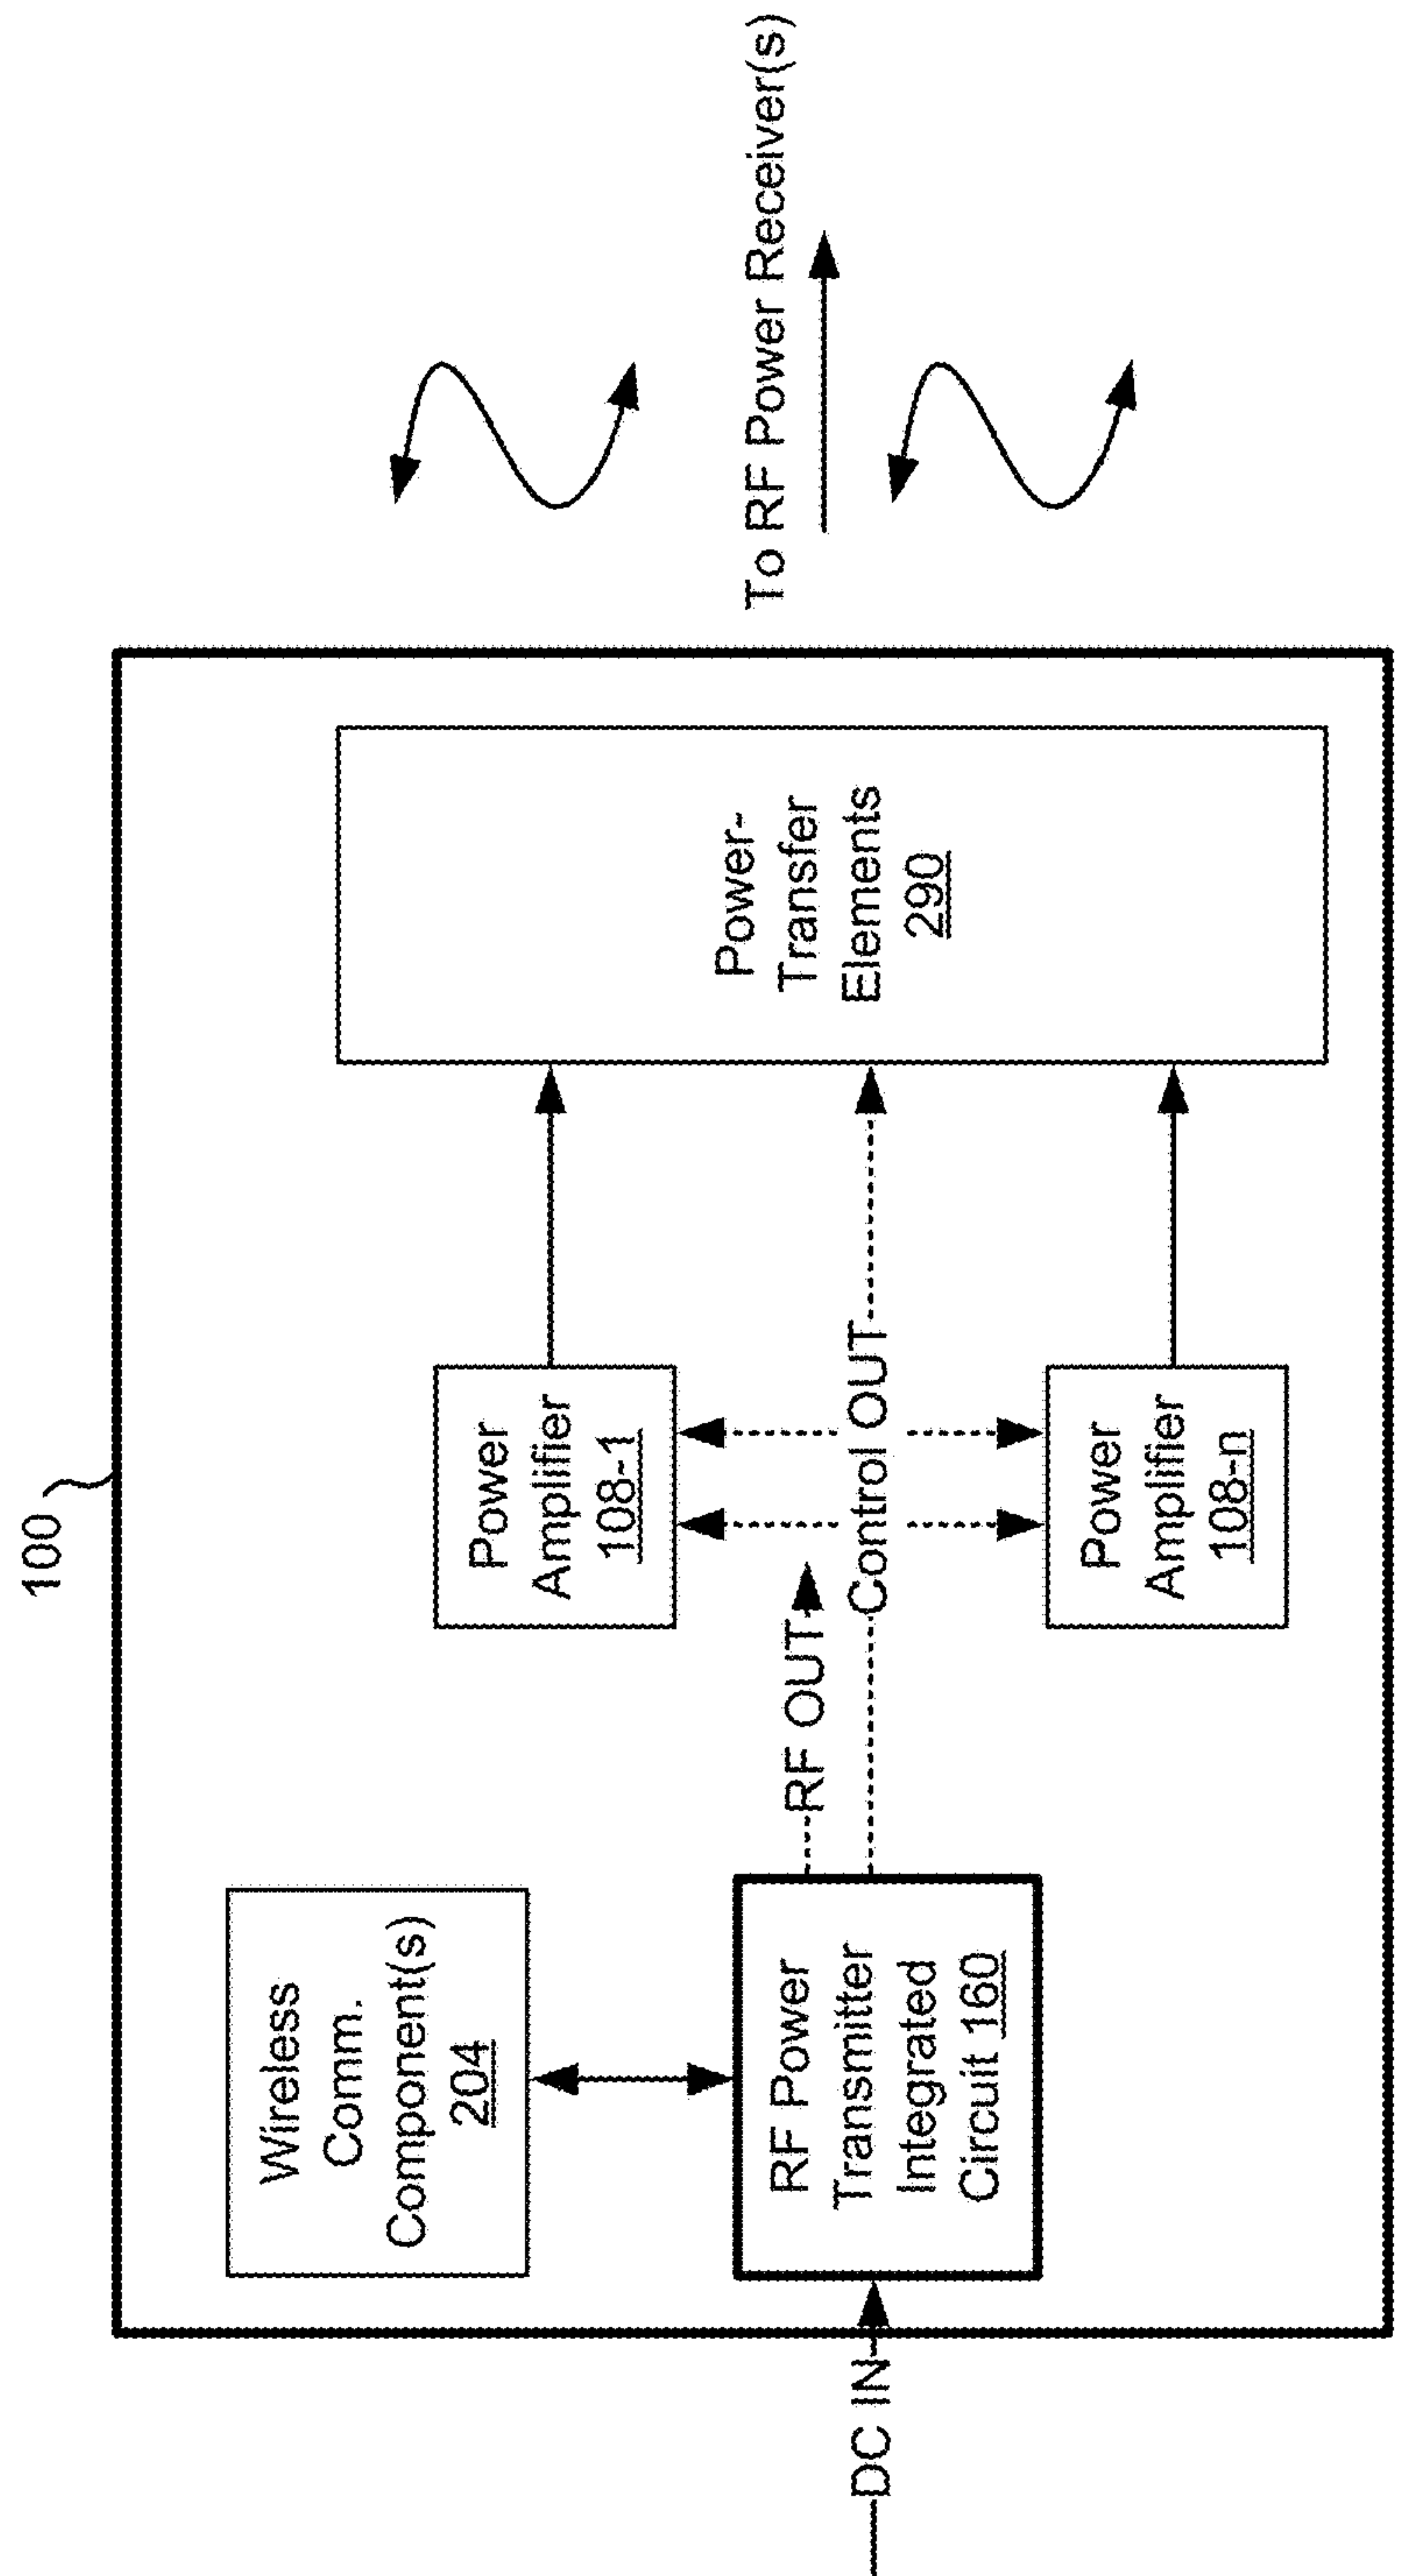 100
Wireless
Comm.
Component(s)
204
DC IN
RF Power
Transmitter
Integrated
Circuit 160
RF OUT
Control OUT
Power
Amplifier
108-1
Power
Amplifier
108-n
Power-
Transfer
Elements
290
To RF Power Receiver(s)